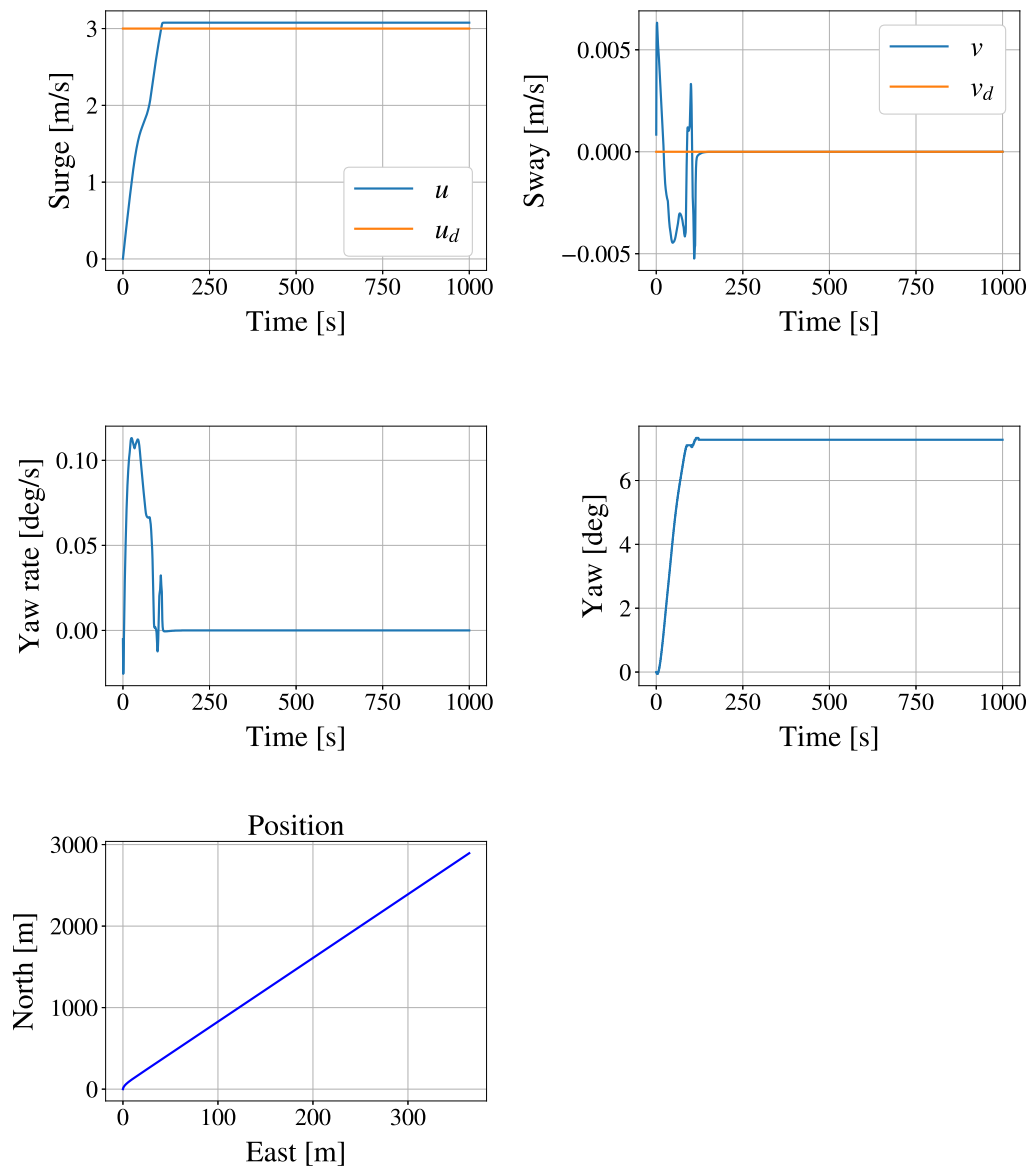 Surge [m/s]
3
2
1
0
u
u_d
0 250 500 750 1000
Time [s]
Sway [m/s]
0.005
0.000
−0.005
v
v_d
0 250 500 750 1000
Time [s]
Yaw rate [deg/s]
0.10
0.05
0.00
0 250 500 750 1000
Time [s]
Yaw [deg]
6
4
2
0
0 250 500 750 1000
Time [s]
Position
North [m]
3000
2000
1000
0
0 100 200 300
East [m]